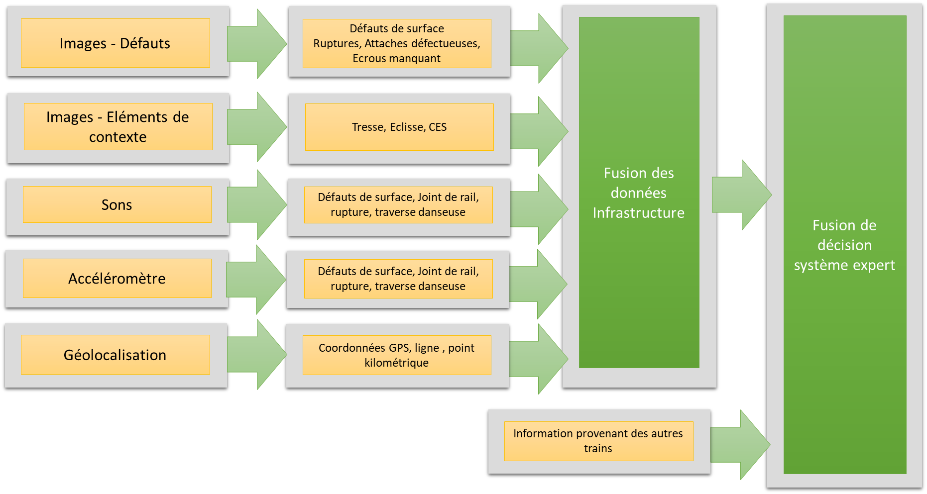 Images - Défauts
Défauts de surface
Ruptures, Attaches défectueuses,
Ecrous manquant
Images - Eléments de
contexte
Tresse, Eclisse, CES
Sons
Défauts de surface, Joint de rail,
rupture, traverse danseuse
Accéléromètre
Défauts de surface, Joint de rail,
rupture, traverse danseuse
Géolocalisation
Coordonnées GPS, ligne , point
kilométrique
Fusion des
données
Infrastructure
Information provenant des autres
trains
Fusion de
décision
système expert